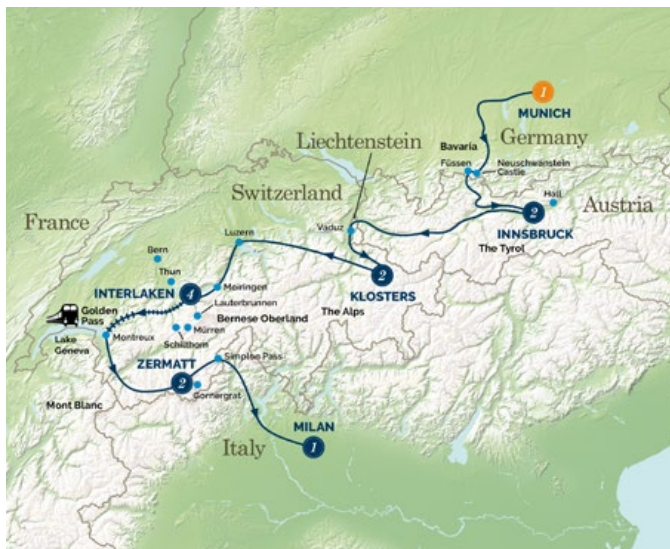 1
MUNICH
Germany
Bavaria
Füssen
Neuschwanstein
Castle
Liechtenstein
Hall
Austria
2
INNSBRUCK
The Tyrol
Switzerland
France
Vaduz
Luzern
Bern
Thun
2
KLOSTERS
Meiringen
4
INTERLAKEN
Lauterbrunnen
The Alps
Bernese Oberland
Golden
Pass
Mürren
Schilthorn
Lake
Geneva
Montreux
ZERMATT
2
Simplon Pass
Gornergrat
Mont Blanc
MILAN
1
Italy